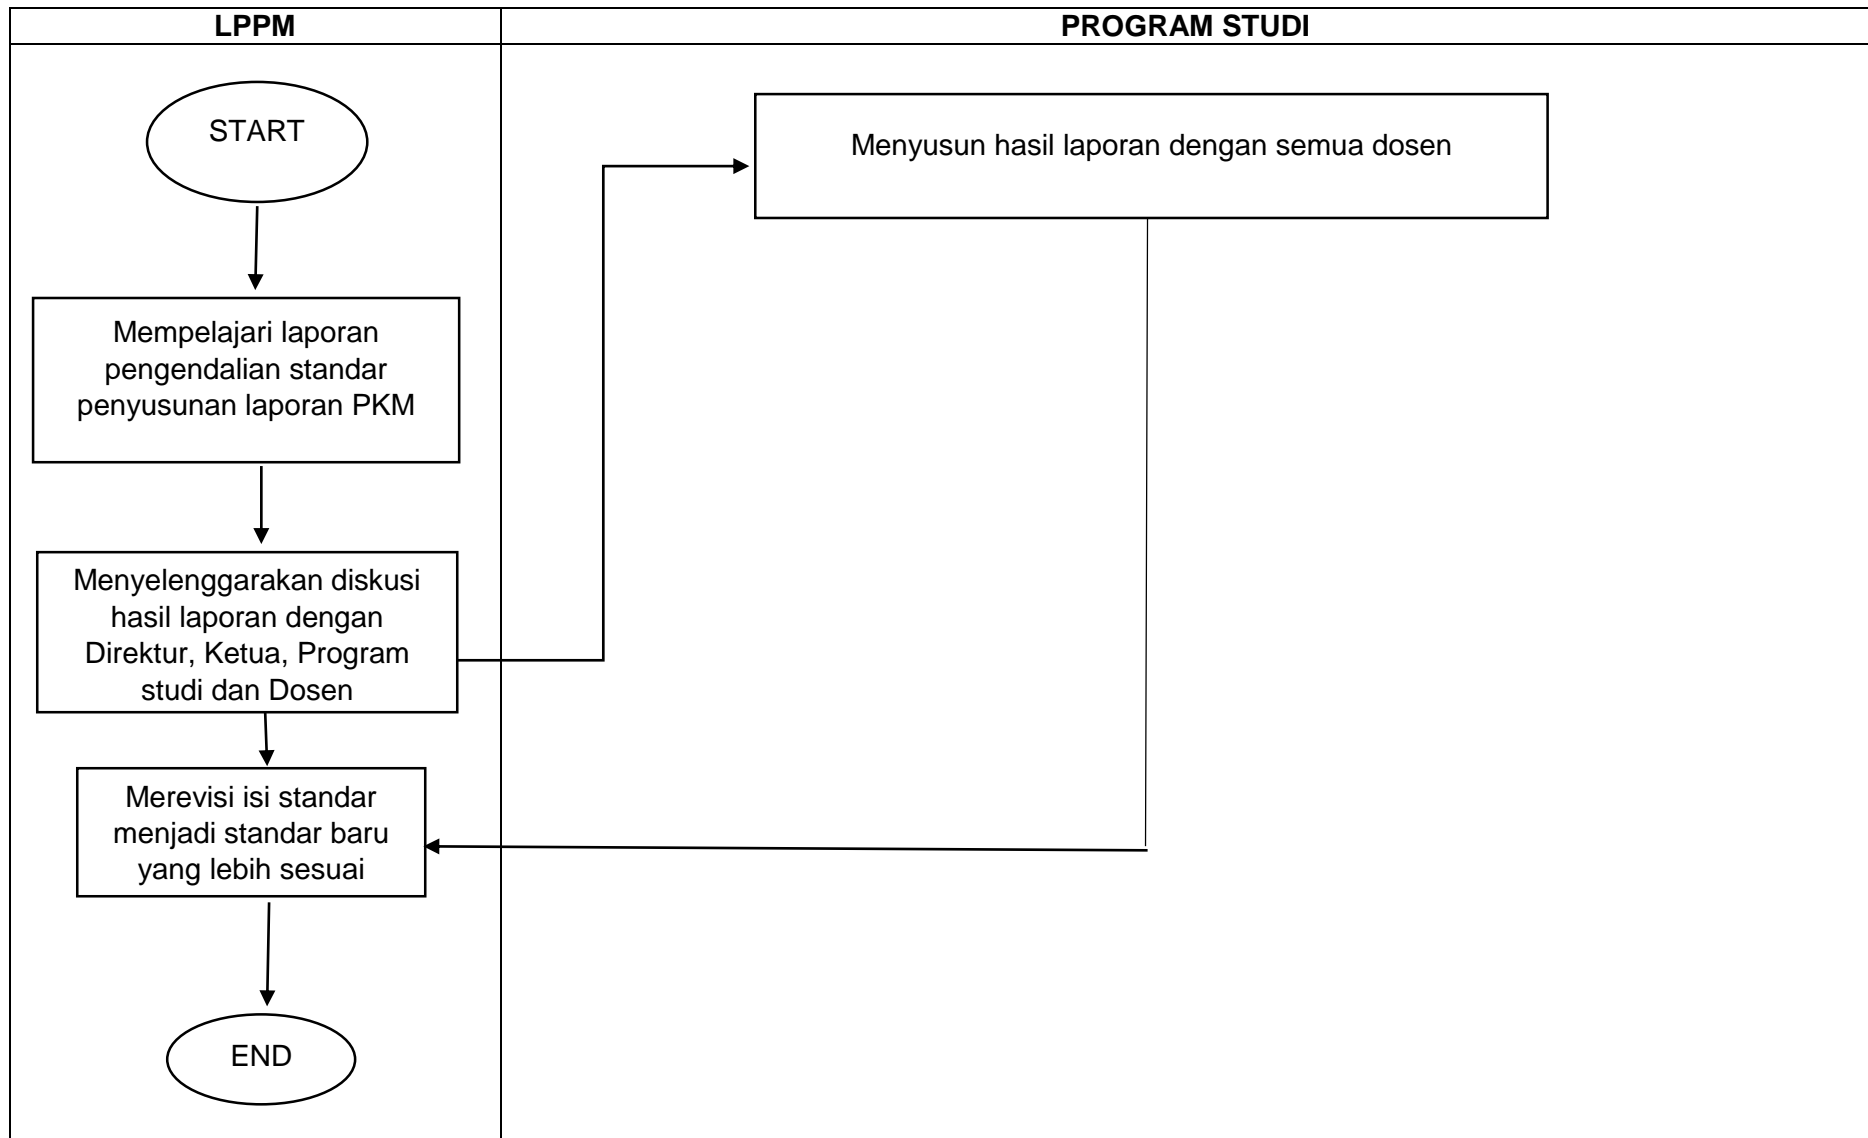 LPPM
PROGRAM STUDI
START
Menyusun hasil laporan dengan semua dosen
Mempelajari laporan
pengendalian standar
penyusunan laporan PKM
Menyelenggarakan diskusi
hasil laporan dengan
Direktur, Ketua, Program
studi dan Dosen
Merevisi isi standar
menjadi standar baru
yang lebih sesuai
END